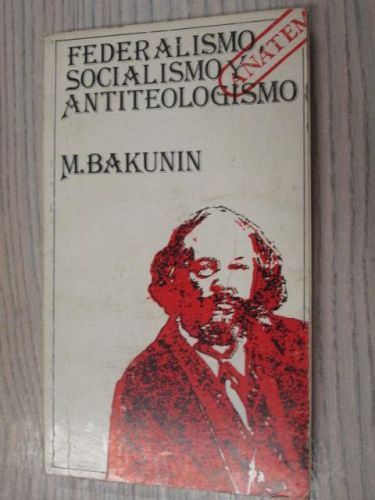 FEDERALISMO,
SOCIALISMO Y
ANTITEOLOGISMO
ANATEM
M. BAKUNIN